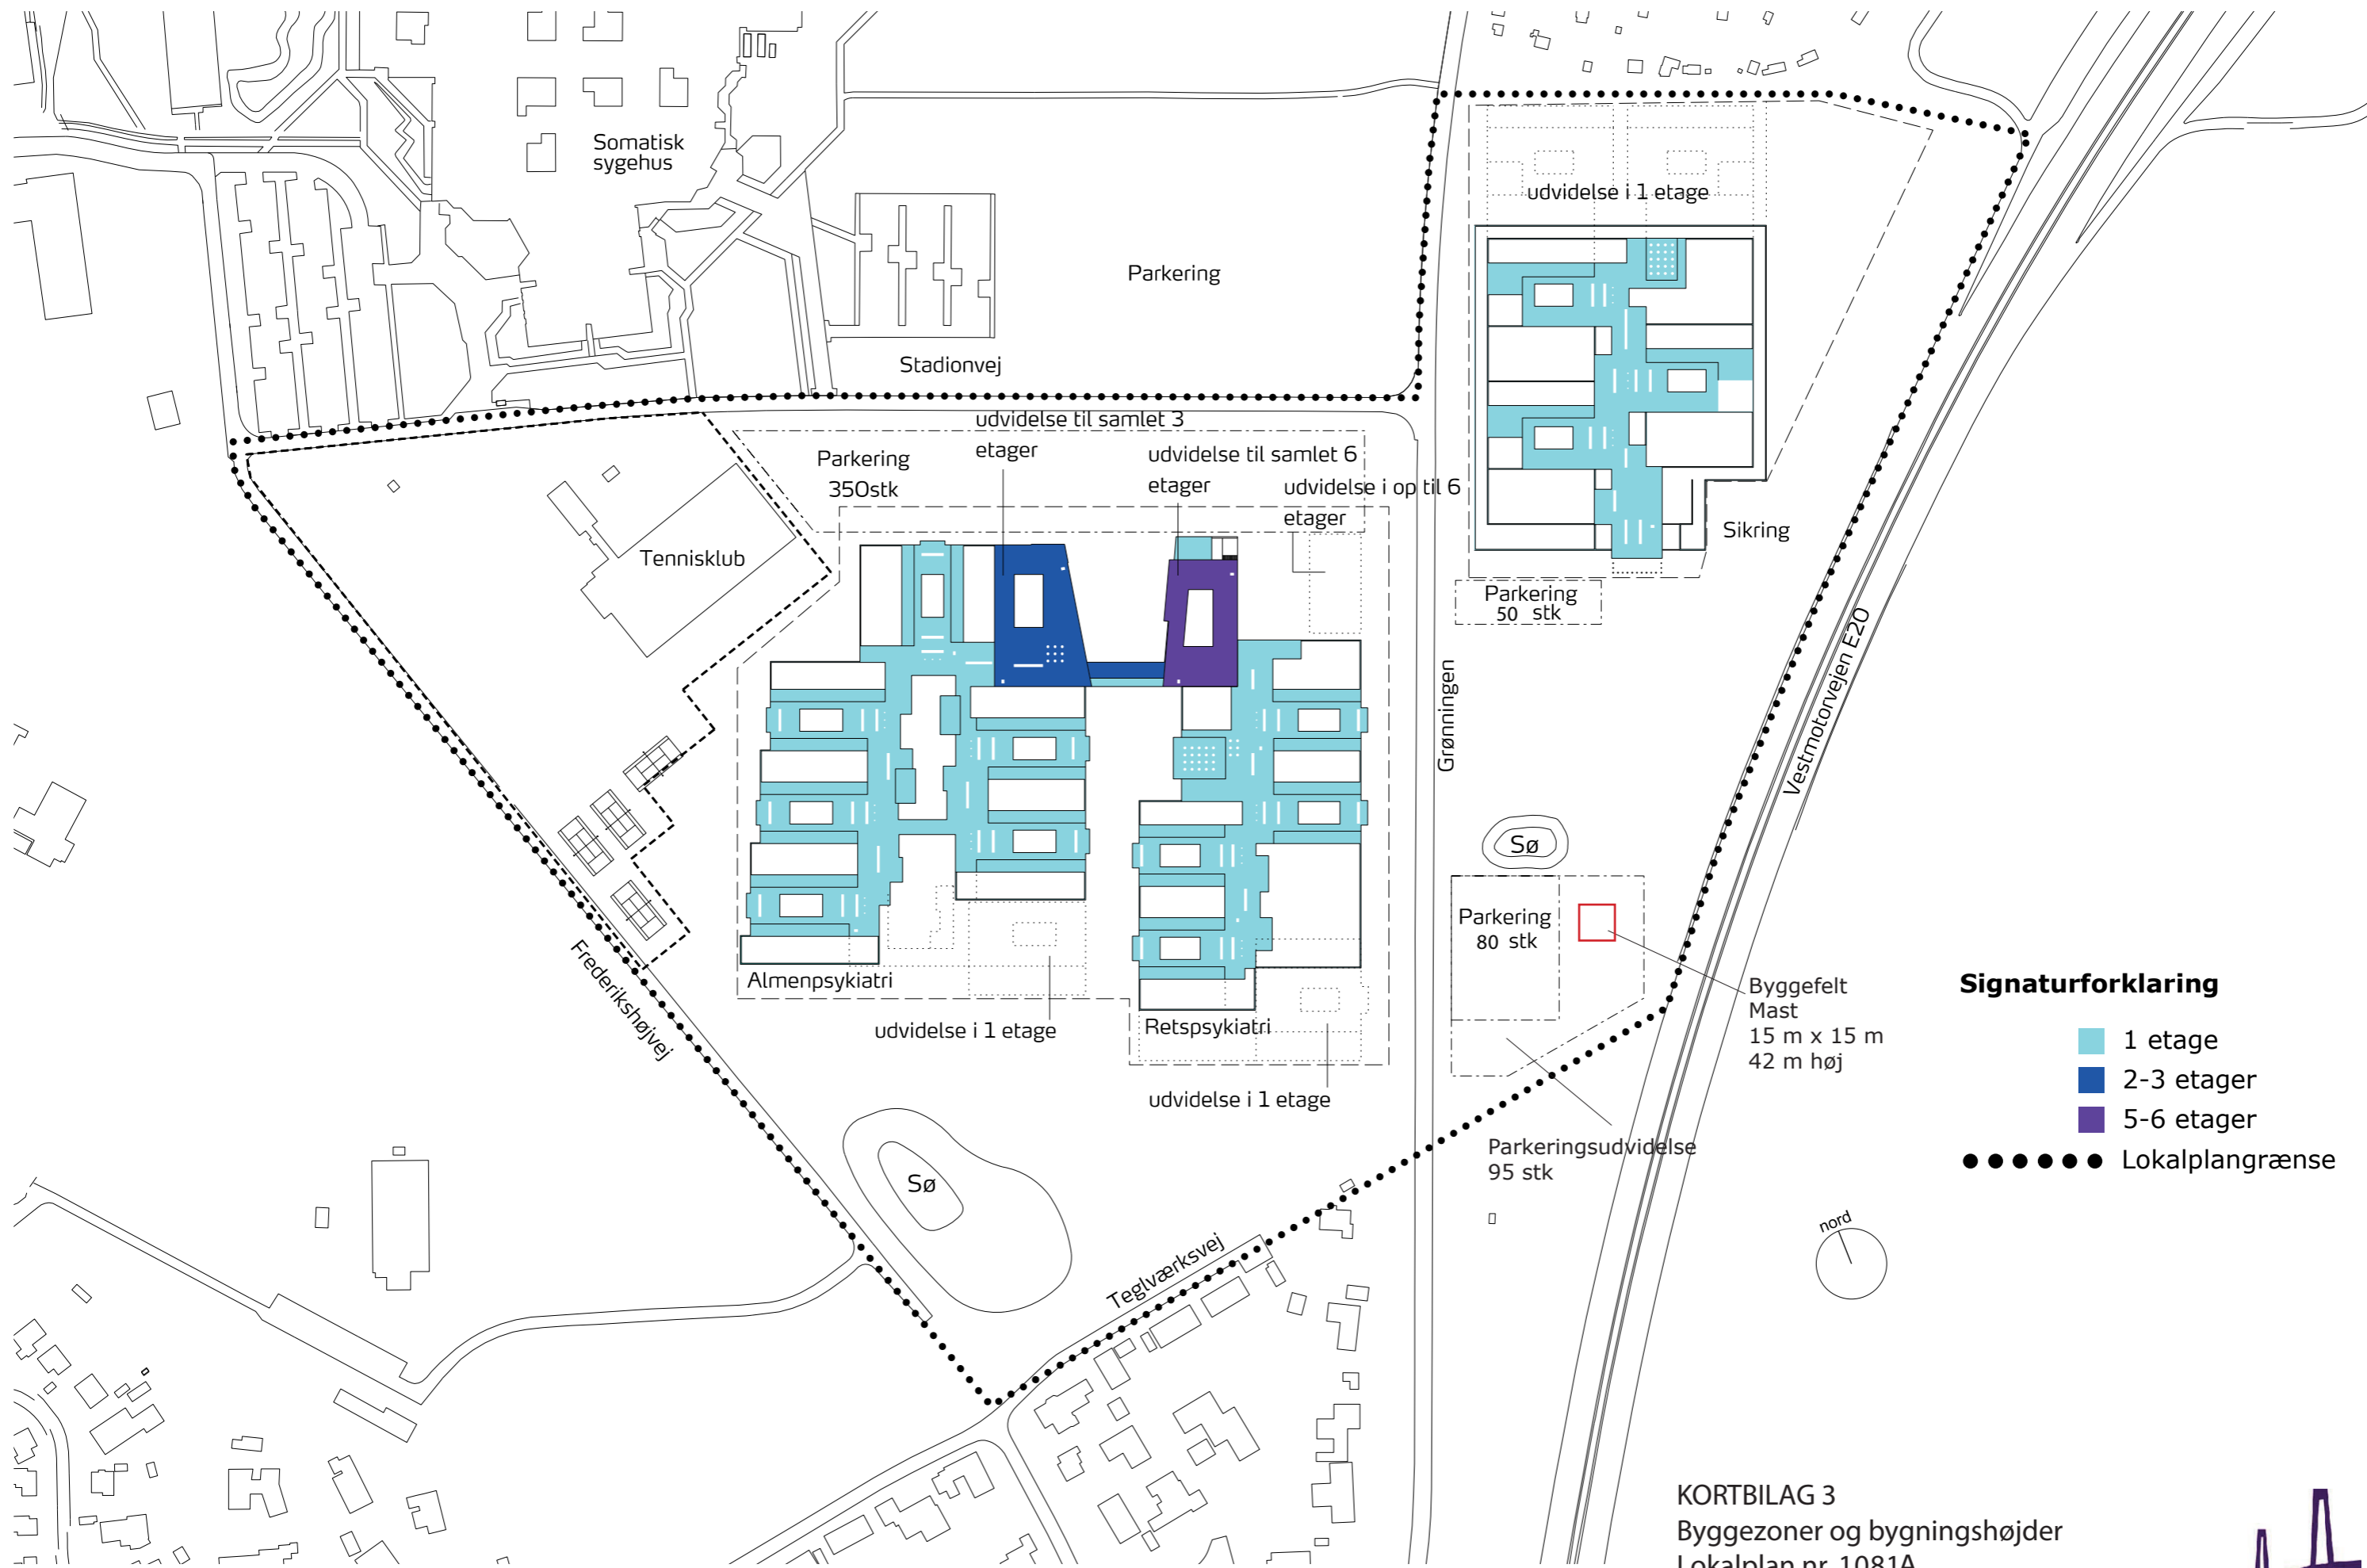 Somatisk
sygehus
Parkering
Stadionvej
udvidelse i 1 etage
udvidelse til samlet 3
etager
Parkering
350stk
udvidelse til samlet 6
etager
udvidelse i op til 6
etager
Sikring
Tennisklub
Parkering
50 stk
Grønningen
Vestmotorvejen E20
Sø
Parkering
80 stk
Frederikshøjvej
Almenpsykiatri
udvidelse i 1 etage
Retspsykiatri
udvidelse i 1 etage
Byggefelt
Mast
15 m x 15 m
42 m høj
Parkeringsudvidelse
95 stk
Sø
Teglværksvej
Signaturforklaring
1 etage
2-3 etager
5-6 etager
Lokalplangrænse
nord
KORTBILAG 3
Byggezoner og bygningshøjder
Lokalplan nr. 1081A